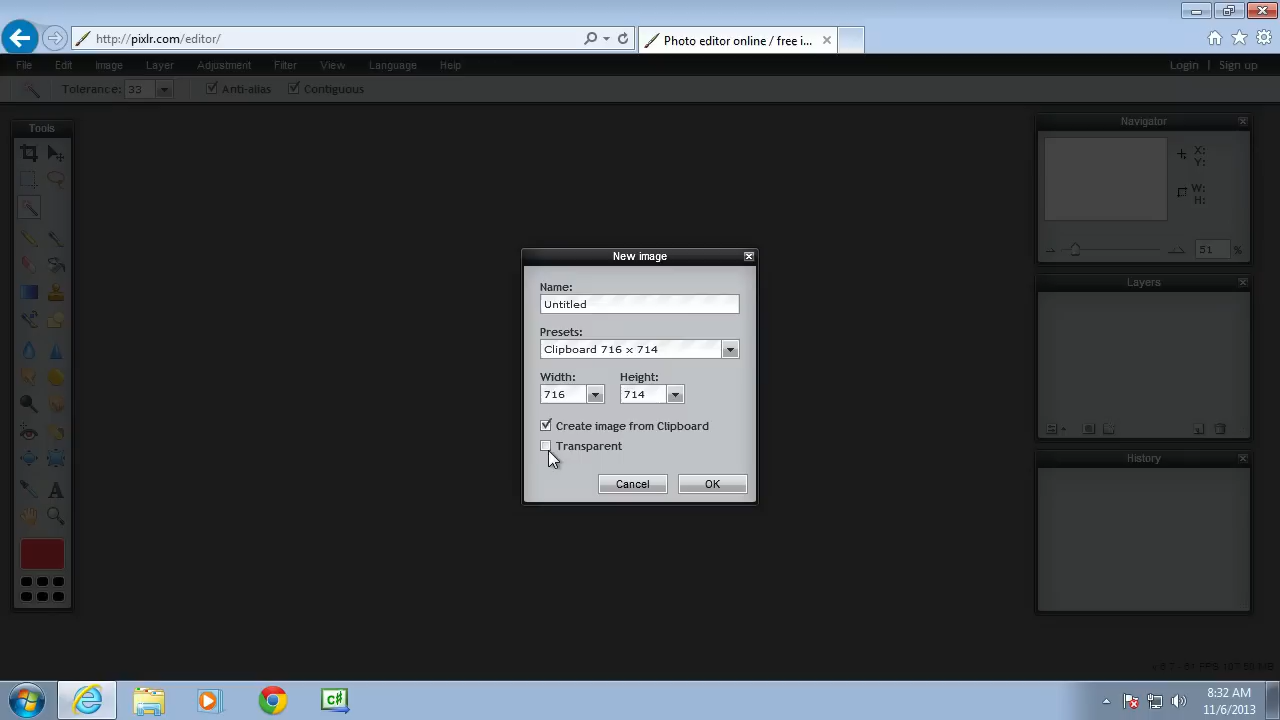 http://pixlr.com/editor/
Photo editor online / free i...
File Edit Image Layer Adjustment Filter View Language Help
Login | Sign up
Tolerance: 33 Anti-alias Contiguous
Tools
Navigator
X:
Y:
W:
H:
51 %
Layers
History
New image
Name:
Untitled
Presets:
Clipboard 716 x 714
Width: Height:
716 714
Create image from Clipboard
Transparent
Cancel OK
A
C#
8:32 AM
11/6/2013